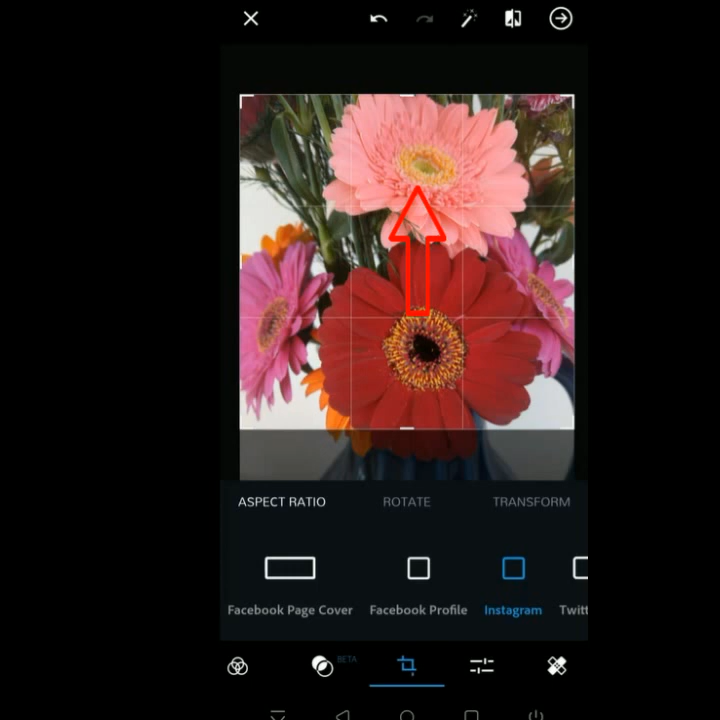 ASPECT RATIO ROTATE TRANSFORM
Facebook Page Cover Facebook Profile Instagram
BETA